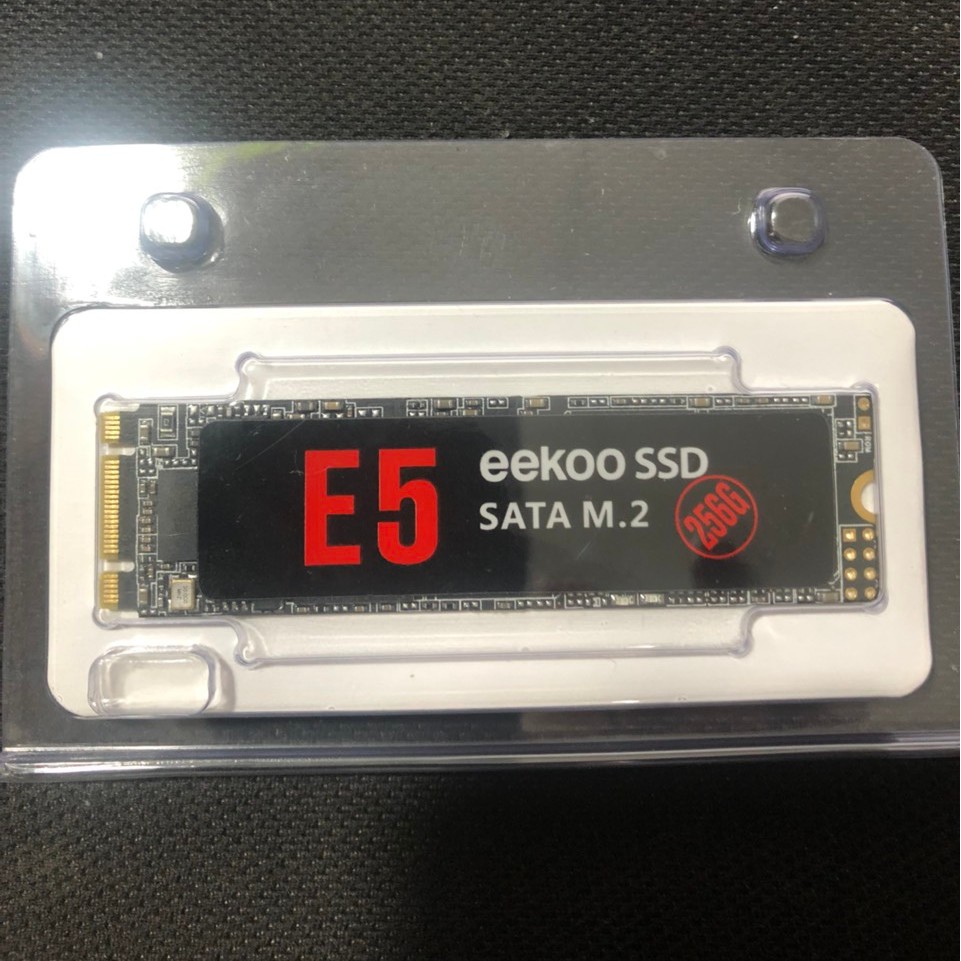 E5
eekoo SSD
SATA M.2
256G